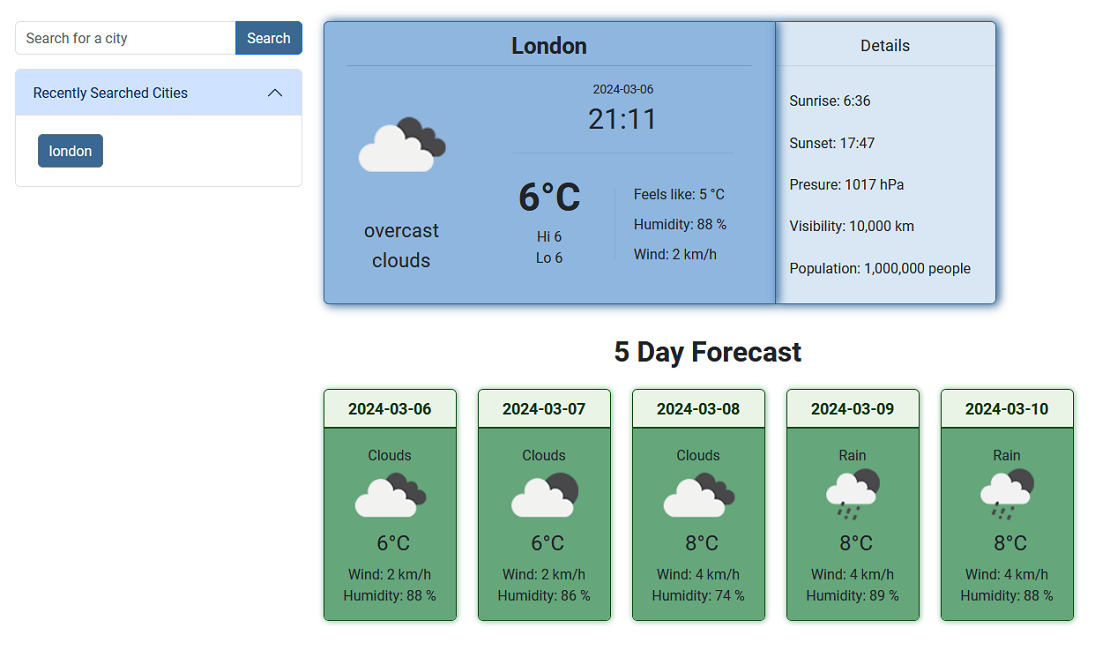 Search for a city
Search
Recently Searched Cities
london
London
2024-03-06
21:11
overcast
clouds
6°C
Hi 6
Lo 6
Feels like: 5 °C
Humidity: 88 %
Wind: 2 km/h
Details
Sunrise: 6:36
Sunset: 17:47
Presure: 1017 hPa
Visibility: 10,000 km
Population: 1,000,000 people
5 Day Forecast
2024-03-06
Clouds
6°C
Wind: 2 km/h
Humidity: 88 %
2024-03-07
Clouds
6°C
Wind: 2 km/h
Humidity: 86 %
2024-03-08
Clouds
8°C
Wind: 4 km/h
Humidity: 74 %
2024-03-09
Rain
8°C
Wind: 4 km/h
Humidity: 89 %
2024-03-10
Rain
8°C
Wind: 4 km/h
Humidity: 88 %